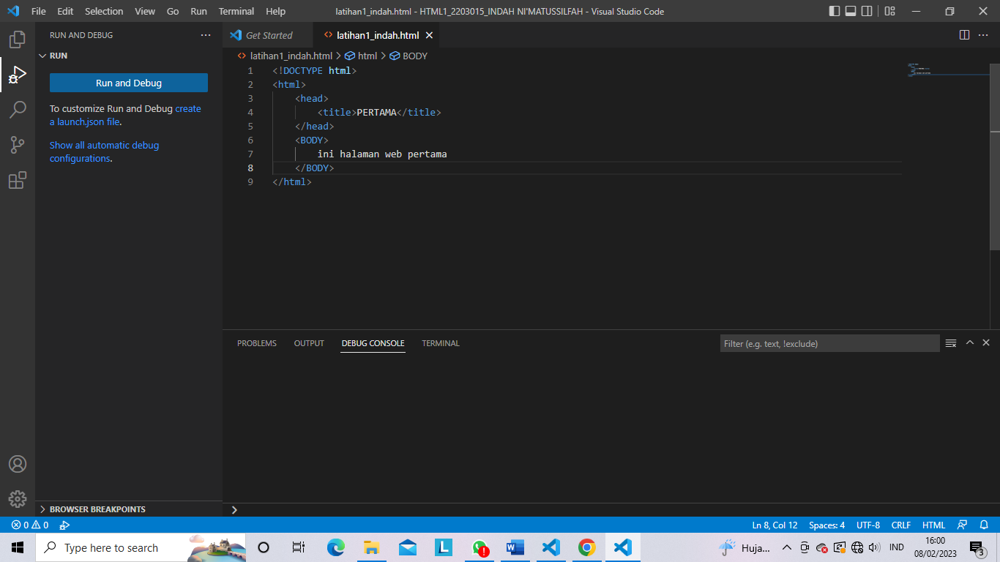 File Edit Selection View Go Run Terminal Help latihan1_indah.html - HTML1_2203015_INDAH NI'MATUSSILFAH - Visual Studio Code
RUN AND DEBUG ...
RUN
Run and Debug
To customize Run and Debug create
a launch.json file.
Show all automatic debug
configurations.
BROWSER BREAKPOINTS
Get Started latihan1_indah.html
latihan1_indah.html > html > BODY
1 <!DOCTYPE html>
2 <html>
3 <head>
4 <title>PERTAMA</title>
5 </head>
6 <BODY>
7 ini halaman web pertama
8 </BODY>
9 </html>
PROBLEMS OUTPUT DEBUG CONSOLE TERMINAL Filter (e.g. text, !exclude)
0 0 Ln 8, Col 12 Spaces: 4 UTF-8 CRLF HTML
Type here to search L W Huja... IND 16:00
08/02/2023 3